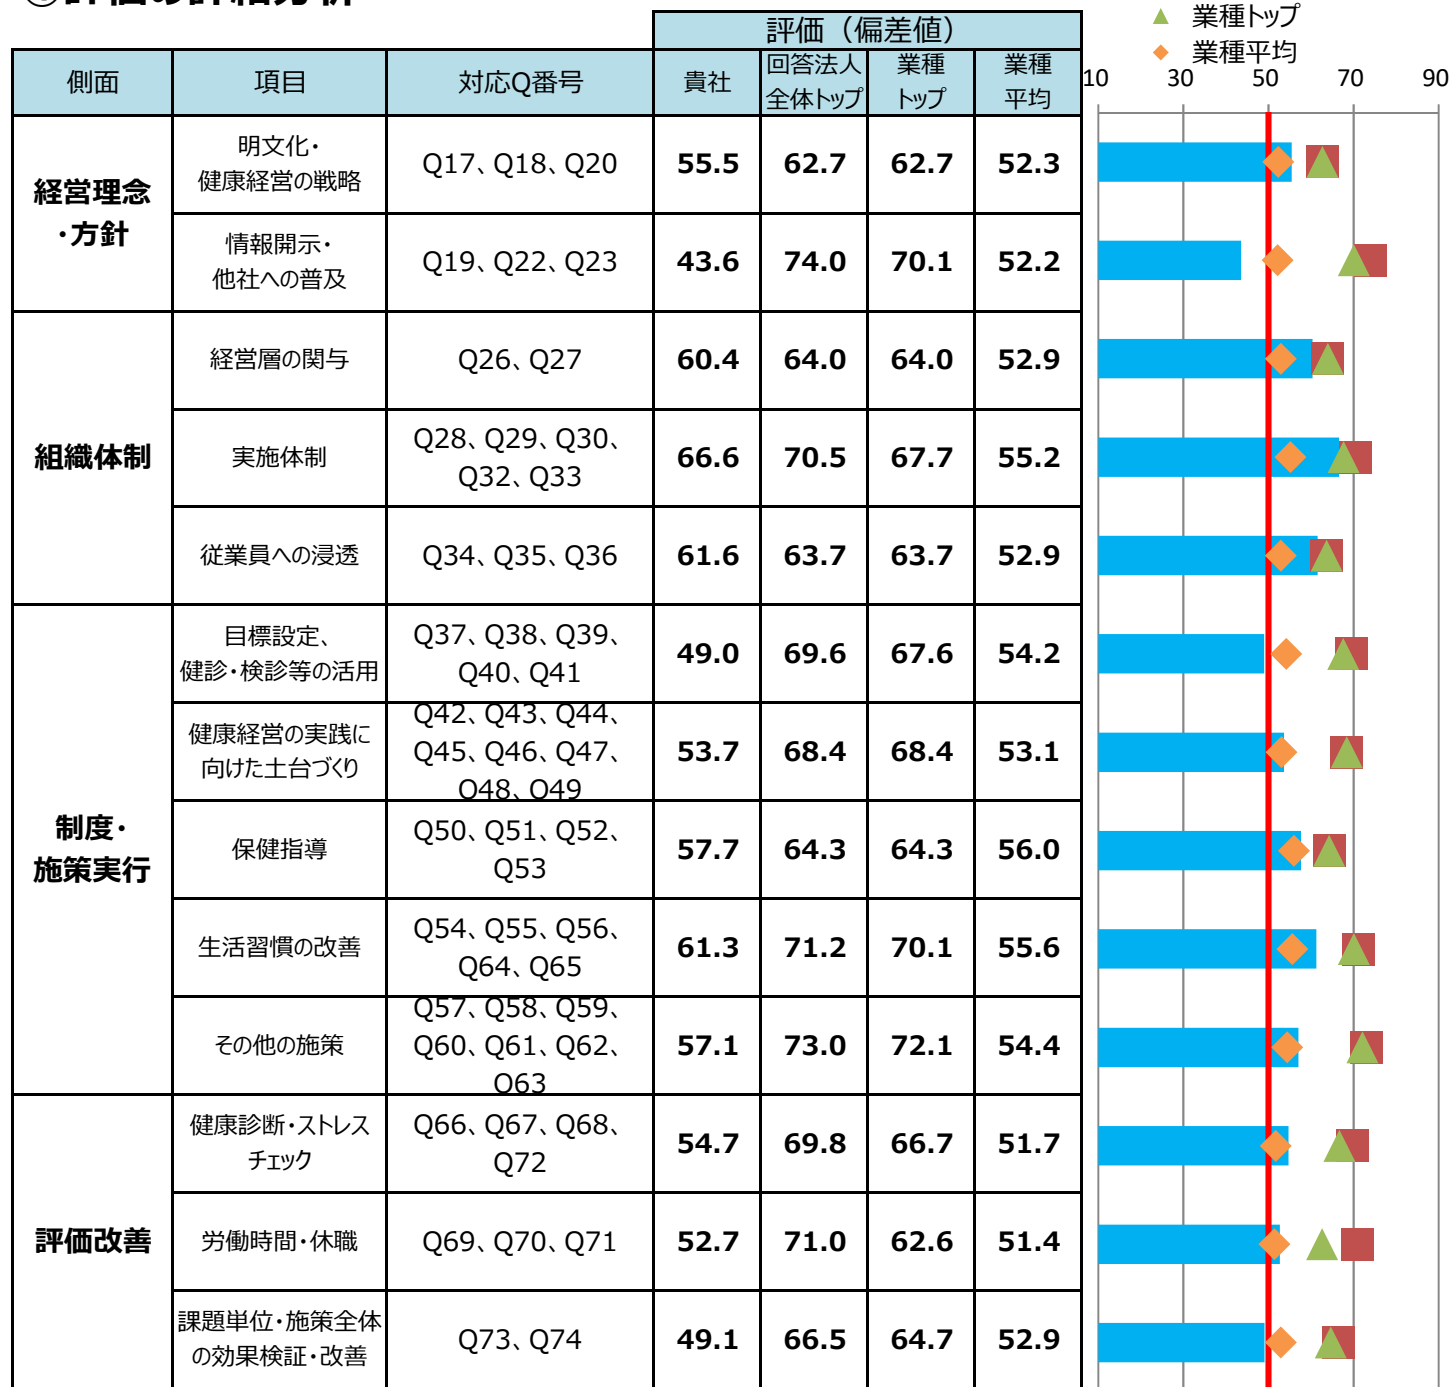 ①評価の詳細分析
評価（偏差値）
側面 項目 対応Q番号 貴社 回答法人 業種 業種
全体トップ トップ 平均
▲ 業種トップ
◆ 業種平均
10 30 50 70 90
経営理念
・方針
明文化・
健康経営の戦略
Q17、Q18、Q20 55.5 62.7 62.7 52.3
情報開示・
他社への普及
Q19、Q22、Q23 43.6 74.0 70.1 52.2
組織体制
経営層の関与 Q26、Q27 60.4 64.0 64.0 52.9
実施体制
Q28、Q29、Q30、
Q32、Q33
66.6 70.5 67.7 55.2
従業員への浸透 Q34、Q35、Q36 61.6 63.7 63.7 52.9
制度・
施策実行
目標設定、
健診・検診等の活用
Q37、Q38、Q39、
Q40、Q41
49.0 69.6 67.6 54.2
健康経営の実践に
向けた土台づくり
Q42、Q43、Q44、
Q45、Q46、Q47、
Q48、Q49
53.7 68.4 68.4 53.1
保健指導
Q50、Q51、Q52、
Q53
57.7 64.3 64.3 56.0
生活習慣の改善
Q54、Q55、Q56、
Q64、Q65
61.3 71.2 70.1 55.6
その他の施策
Q57、Q58、Q59、
Q60、Q61、Q62、
Q63
57.1 73.0 72.1 54.4
評価改善
健康診断・ストレス
チェック
Q66、Q67、Q68、
Q72
54.7 69.8 66.7 51.7
労働時間・休職 Q69、Q70、Q71 52.7 71.0 62.6 51.4
課題単位・施策全体
の効果検証・改善
Q73、Q74 49.1 66.5 64.7 52.9